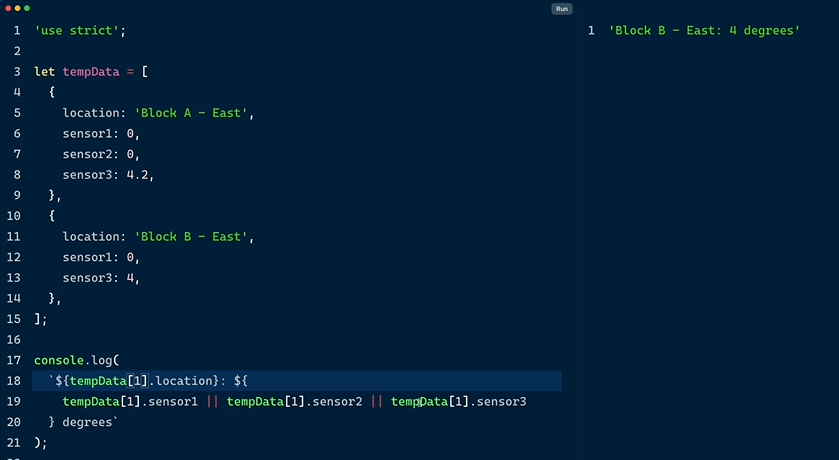 Run
1 'use strict';
2
3 let tempData = [
4 {
5 location: 'Block A - East',
6 sensor1: 0,
7 sensor2: 0,
8 sensor3: 4.2,
9 },
10 {
11 location: 'Block B - East',
12 sensor1: 0,
13 sensor3: 4,
14 },
15 ];
16
17 console.log(
18 `${tempData[1].location}: ${
19 tempData[1].sensor1 || tempData[1].sensor2 || tempData[1].sensor3
20 } degrees`
21 );
1 'Block B - East: 4 degrees'